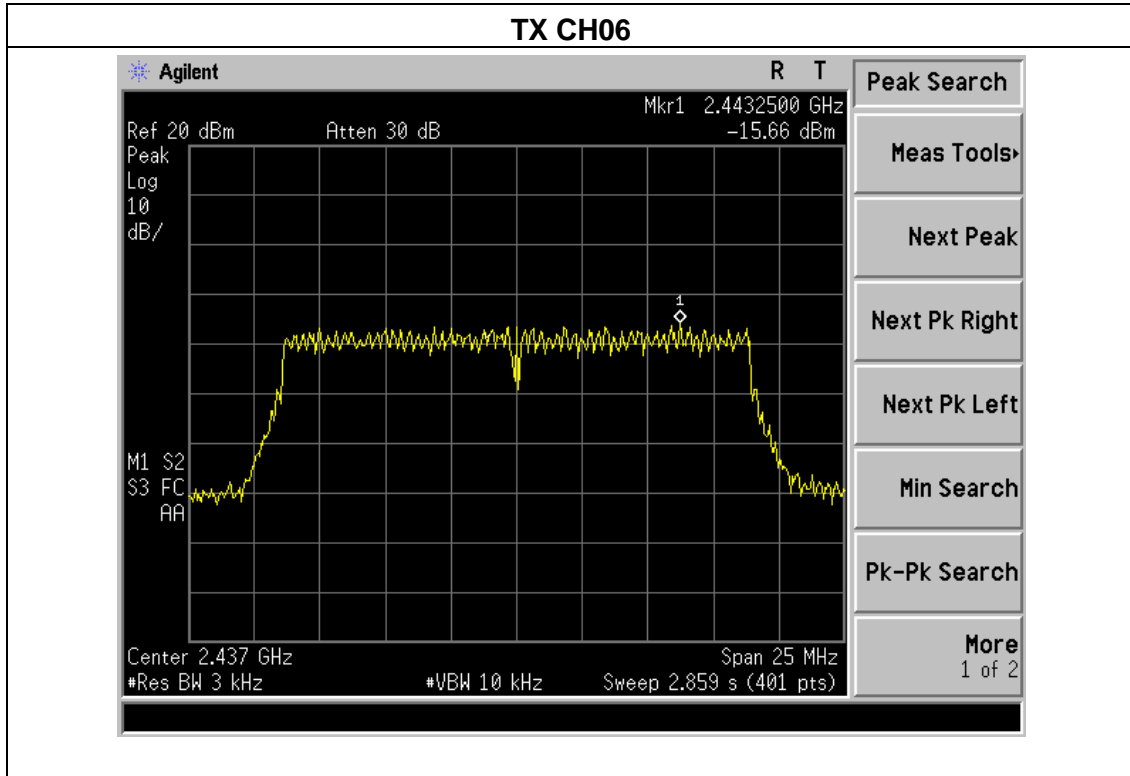 TX CH06
Agilent R T
Mkr1 2.4432500 GHz
Ref 20 dBm Atten 30 dB -15.66 dBm
Peak
Log
10
dB/
1
M1 S2
S3 FC
AA
Center 2.437 GHz Span 25 MHz
#Res BW 3 kHz #VBW 10 kHz Sweep 2.859 s (401 pts)
Peak Search
Meas Tools
Next Peak
Next Pk Right
Next Pk Left
Min Search
Pk-Pk Search
More
1 of 2